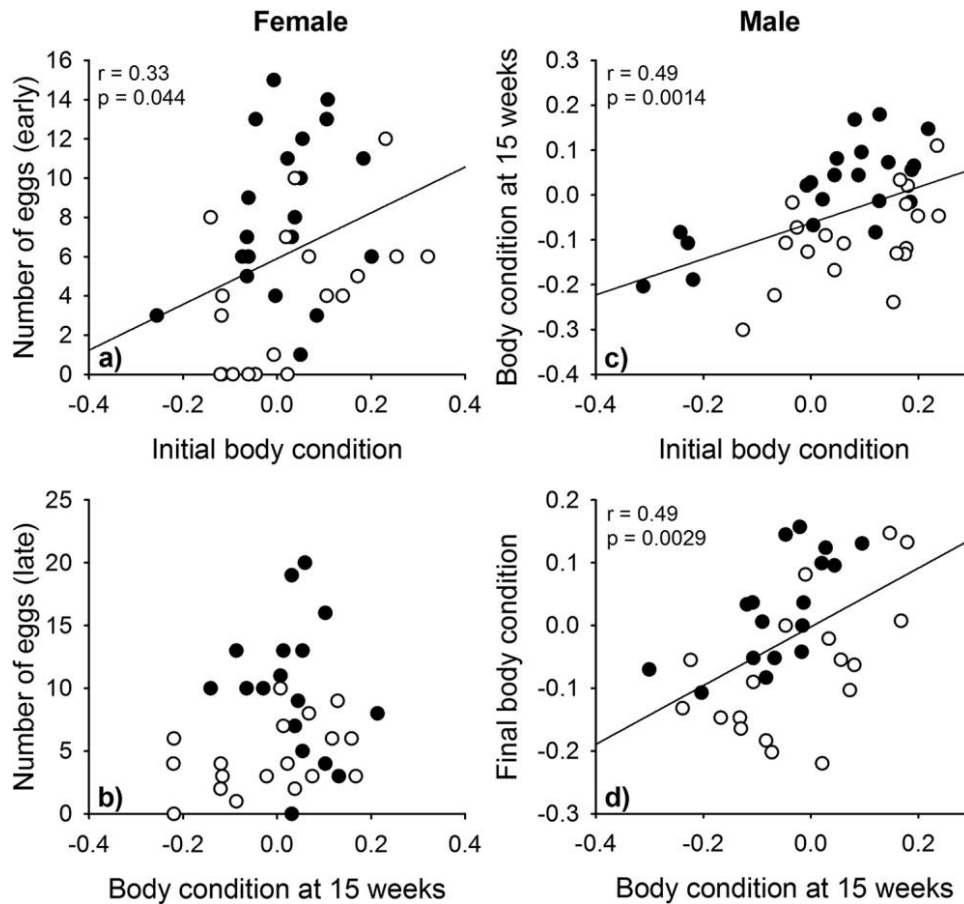 Female
Male
Number of eggs (early)
16
14
12
10
8
6
4
2
0
r = 0.33
p = 0.044
a)
-0.4
-0.2
0.0
0.2
0.4
Initial body condition
Body condition at 15 weeks
0.3
0.2
0.1
0.0
-0.1
-0.2
-0.3
-0.4
r = 0.49
p = 0.0014
c)
-0.4
-0.2
0.0
0.2
Initial body condition
Number of eggs (late)
25
20
15
10
5
0
b)
-0.4
-0.2
0.0
0.2
0.4
Body condition at 15 weeks
Final body condition
0.2
0.1
0.0
-0.1
-0.2
-0.3
r = 0.49
p = 0.0029
d)
-0.4
-0.2
0.0
0.2
Body condition at 15 weeks